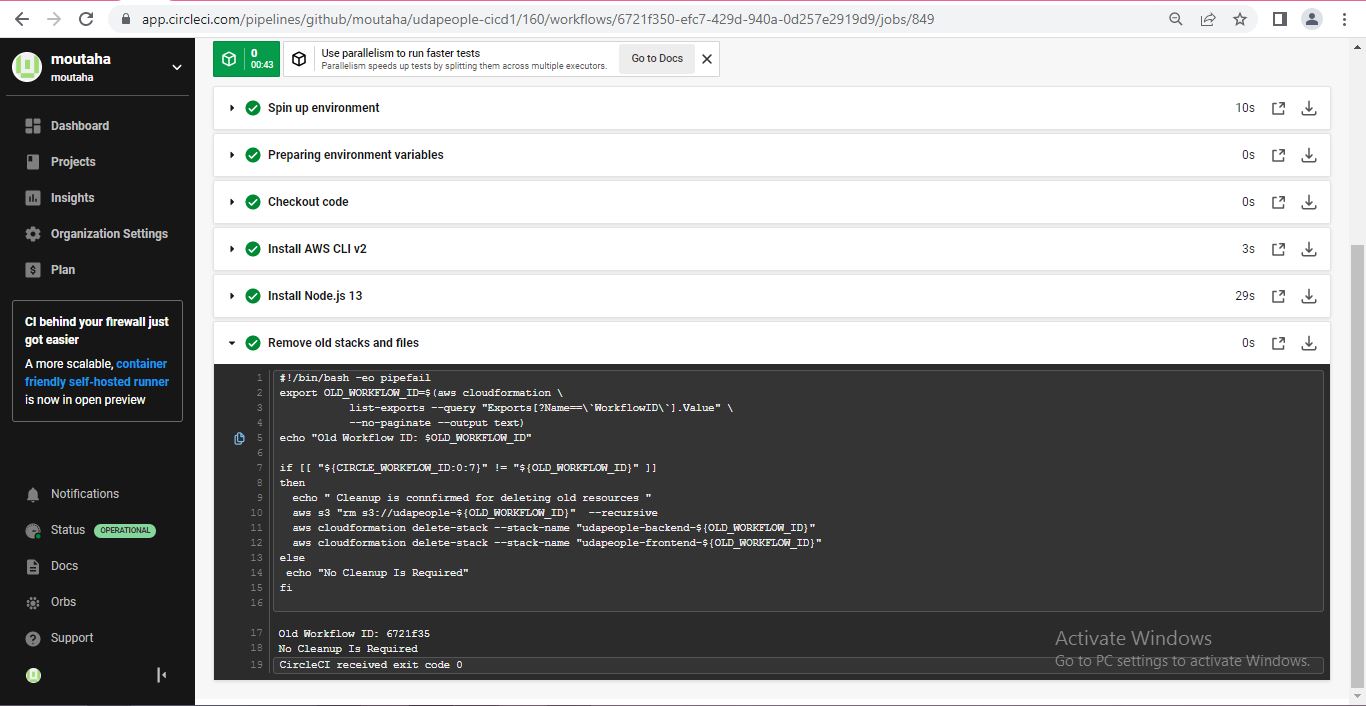 app.circleci.com/pipelines/github/moutaha/udapeople-cicd1/160/workflows/6721f350-efc7-429d-940a-0d257e2919d9/jobs/849
moutaha
moutaha
Dashboard
Projects
Insights
Organization Settings
Plan
CI behind your firewall just
got easier
A more scalable, container
friendly self-hosted runner
is now in open preview
Notifications
Status OPERATIONAL
Docs
Orbs
Support
0
00:43
Use parallelism to run faster tests
Parallelism speeds up tests by splitting them across multiple executors.
Go to Docs
Spin up environment 10s
Preparing environment variables 0s
Checkout code 0s
Install AWS CLI v2 3s
Install Node.js 13 29s
Remove old stacks and files 0s
1 #!/bin/bash -eo pipefail
2 export OLD_WORKFLOW_ID=$(aws cloudformation \
3 list-exports --query "Exports[?Name==\`WorkflowID\`].Value" \
4 --no-paginate --output text)
5 echo "Old Workflow ID: $OLD_WORKFLOW_ID"
6
7 if [[ "${CIRCLE_WORKFLOW_ID:0:7}" != "${OLD_WORKFLOW_ID}" ]]
8 then
9 echo " Cleanup is connfirmed for deleting old resources "
10 aws s3 "rm s3://udapeople-${OLD_WORKFLOW_ID}" --recursive
11 aws cloudformation delete-stack --stack-name "udapeople-backend-${OLD_WORKFLOW_ID}"
12 aws cloudformation delete-stack --stack-name "udapeople-frontend-${OLD_WORKFLOW_ID}"
13 else
14 echo "No Cleanup Is Required"
15 fi
16
17 Old Workflow ID: 6721f35
18 No Cleanup Is Required
19 CircleCI received exit code 0
Activate Windows
Go to PC settings to activate Windows.